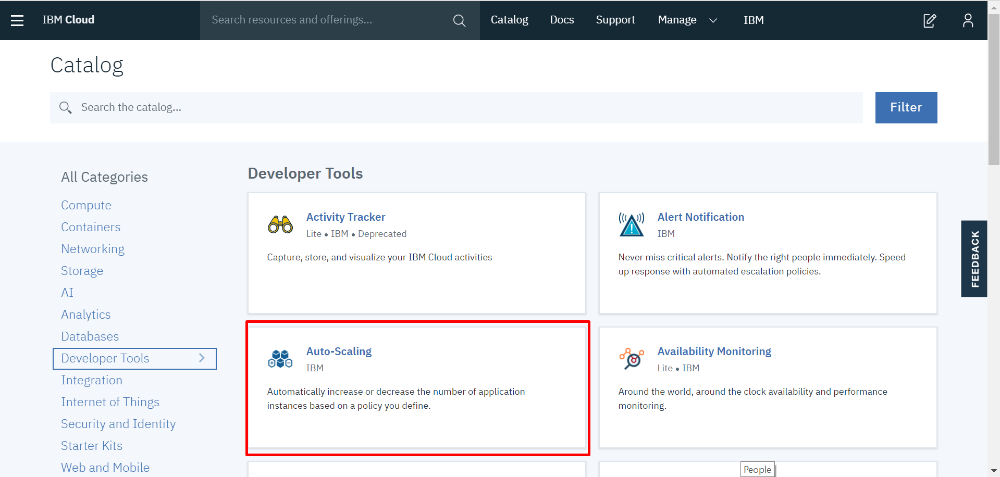 IBM Cloud
Search resources and offerings...
Catalog
Docs
Support
Manage
IBM
Catalog
Search the catalog...
Filter
All Categories
Compute
Containers
Networking
Storage
AI
Analytics
Databases
Developer Tools
Integration
Internet of Things
Security and Identity
Starter Kits
Web and Mobile
Developer Tools
Activity Tracker
Lite • IBM • Deprecated
Capture, store, and visualize your IBM Cloud activities
Alert Notification
IBM
Never miss critical alerts. Notify the right people immediately. Speed
up response with automated escalation policies.
Auto-Scaling
IBM
Automatically increase or decrease the number of application
instances based on a policy you define.
Availability Monitoring
Lite • IBM
Around the world, around the clock availability and performance
monitoring.
People
FEEDBACK